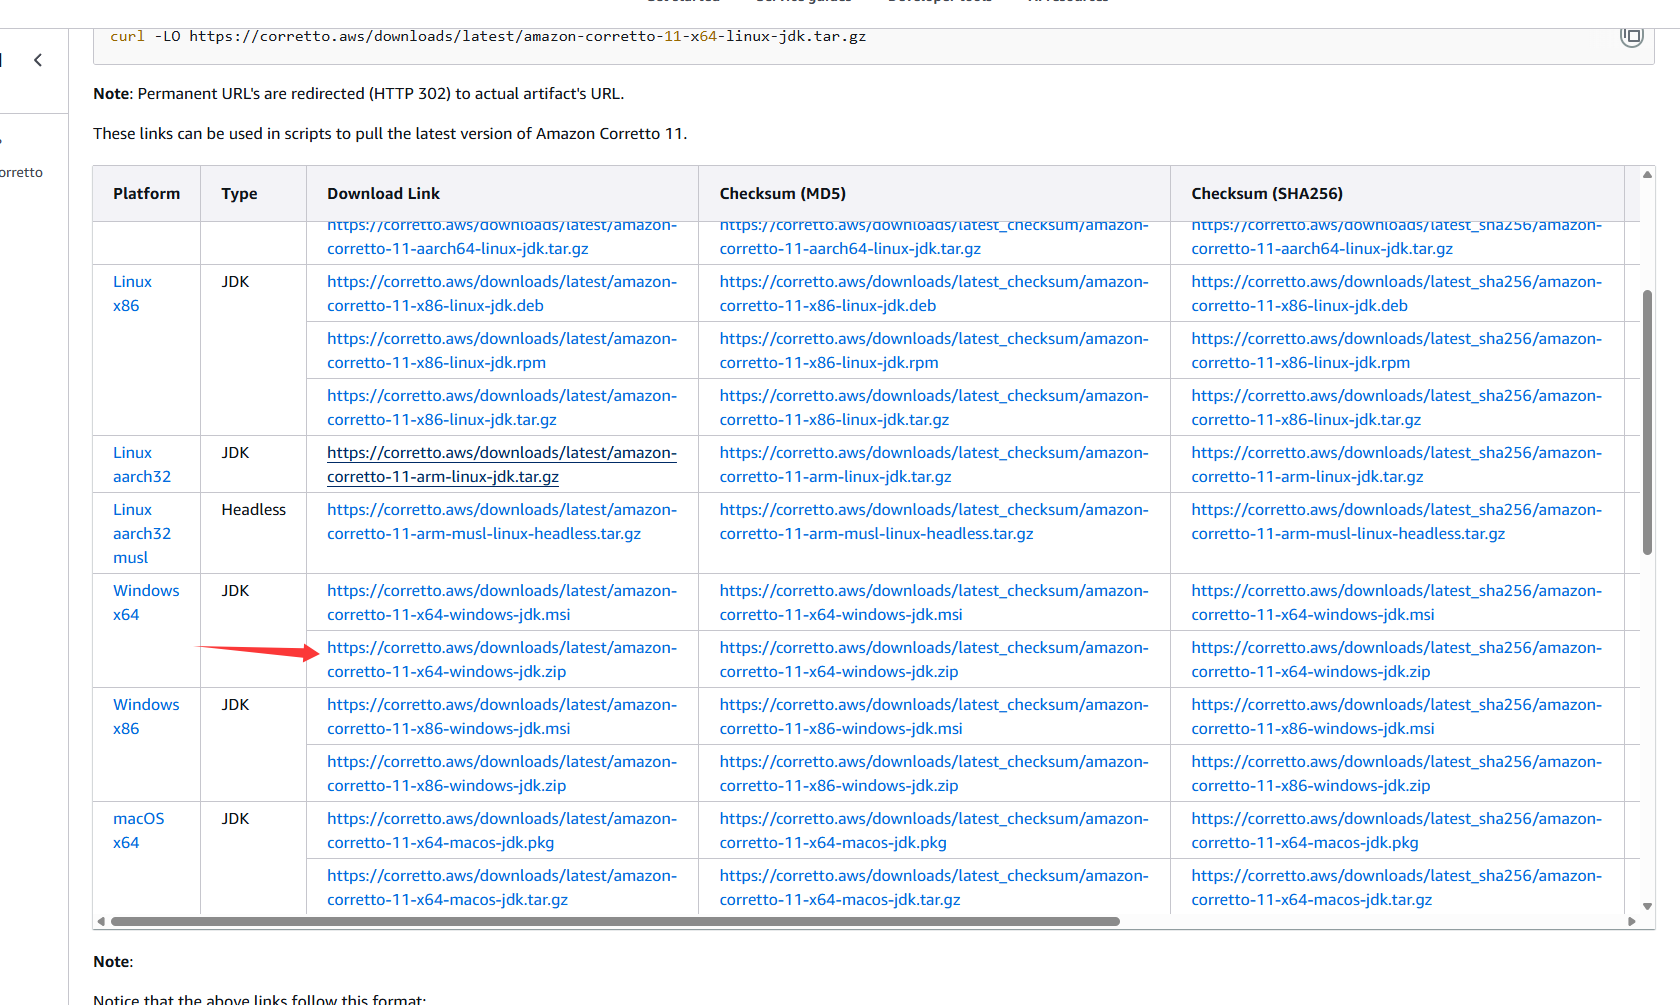 curl -LO https://corretto.aws/downloads/latest/amazon-corretto-11-x64-linux-jdk.tar.gz
orretto
Note: Permanent URL's are redirected (HTTP 302) to actual artifact's URL.
These links can be used in scripts to pull the latest version of Amazon Corretto 11.
Platform Type Download Link Checksum (MD5) Checksum (SHA256)
https://corretto.aws/downloads/latest/amazon- https://corretto.aws/downloads/latest_checksum/amazon- https://corretto.aws/downloads/latest_sha256/amazon-
corretto-11-aarch64-linux-jdk.tar.gz corretto-11-aarch64-linux-jdk.tar.gz corretto-11-aarch64-linux-jdk.tar.gz
Linux JDK https://corretto.aws/downloads/latest/amazon- https://corretto.aws/downloads/latest_checksum/amazon- https://corretto.aws/downloads/latest_sha256/amazon-
x86 corretto-11-x86-linux-jdk.deb corretto-11-x86-linux-jdk.deb corretto-11-x86-linux-jdk.deb
https://corretto.aws/downloads/latest/amazon- https://corretto.aws/downloads/latest_checksum/amazon- https://corretto.aws/downloads/latest_sha256/amazon-
corretto-11-x86-linux-jdk.rpm corretto-11-x86-linux-jdk.rpm corretto-11-x86-linux-jdk.rpm
https://corretto.aws/downloads/latest/amazon- https://corretto.aws/downloads/latest_checksum/amazon- https://corretto.aws/downloads/latest_sha256/amazon-
corretto-11-x86-linux-jdk.tar.gz corretto-11-x86-linux-jdk.tar.gz corretto-11-x86-linux-jdk.tar.gz
Linux JDK https://corretto.aws/downloads/latest/amazon- https://corretto.aws/downloads/latest_checksum/amazon- https://corretto.aws/downloads/latest_sha256/amazon-
aarch32 corretto-11-arm-linux-jdk.tar.gz corretto-11-arm-linux-jdk.tar.gz corretto-11-arm-linux-jdk.tar.gz
Linux Headless https://corretto.aws/downloads/latest/amazon- https://corretto.aws/downloads/latest_checksum/amazon- https://corretto.aws/downloads/latest_sha256/amazon-
aarch32 corretto-11-arm-musl-linux-headless.tar.gz corretto-11-arm-musl-linux-headless.tar.gz corretto-11-arm-musl-linux-headless.tar.gz
musl
Windows JDK https://corretto.aws/downloads/latest/amazon- https://corretto.aws/downloads/latest_checksum/amazon- https://corretto.aws/downloads/latest_sha256/amazon-
x64 corretto-11-x64-windows-jdk.msi corretto-11-x64-windows-jdk.msi corretto-11-x64-windows-jdk.msi
https://corretto.aws/downloads/latest/amazon- https://corretto.aws/downloads/latest_checksum/amazon- https://corretto.aws/downloads/latest_sha256/amazon-
corretto-11-x64-windows-jdk.zip corretto-11-x64-windows-jdk.zip corretto-11-x64-windows-jdk.zip
Windows JDK https://corretto.aws/downloads/latest/amazon- https://corretto.aws/downloads/latest_checksum/amazon- https://corretto.aws/downloads/latest_sha256/amazon-
x86 corretto-11-x86-windows-jdk.msi corretto-11-x86-windows-jdk.msi corretto-11-x86-windows-jdk.msi
https://corretto.aws/downloads/latest/amazon- https://corretto.aws/downloads/latest_checksum/amazon- https://corretto.aws/downloads/latest_sha256/amazon-
corretto-11-x86-windows-jdk.zip corretto-11-x86-windows-jdk.zip corretto-11-x86-windows-jdk.zip
macOS JDK https://corretto.aws/downloads/latest/amazon- https://corretto.aws/downloads/latest_checksum/amazon- https://corretto.aws/downloads/latest_sha256/amazon-
x64 corretto-11-x64-macos-jdk.pkg corretto-11-x64-macos-jdk.pkg corretto-11-x64-macos-jdk.pkg
https://corretto.aws/downloads/latest/amazon- https://corretto.aws/downloads/latest_checksum/amazon- https://corretto.aws/downloads/latest_sha256/amazon-
corretto-11-x64-macos-jdk.tar.gz corretto-11-x64-macos-jdk.tar.gz corretto-11-x64-macos-jdk.tar.gz
Note:
Notice that the above links follow this format: